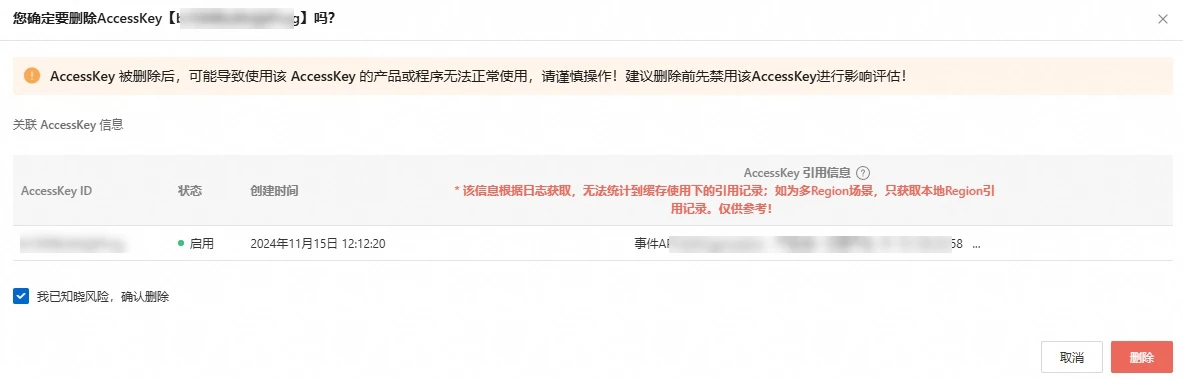 您确定要删除AccessKey【b g】吗?
AccessKey 被删除后，可能导致使用该 AccessKey 的产品或程序无法正常使用，请谨慎操作！建议删除前先禁用该AccessKey进行影响评估！
关联 AccessKey 信息
AccessKey ID 状态 创建时间 AccessKey 引用信息 ?
* 该信息根据日志获取，无法统计到缓存使用下的引用记录；如为多Region场景，只获取本地Region引
用记录。仅供参考！
启用 2024年11月15日 12:12:20 事件AP 58 ...
我已知晓风险，确认删除
取消 删除